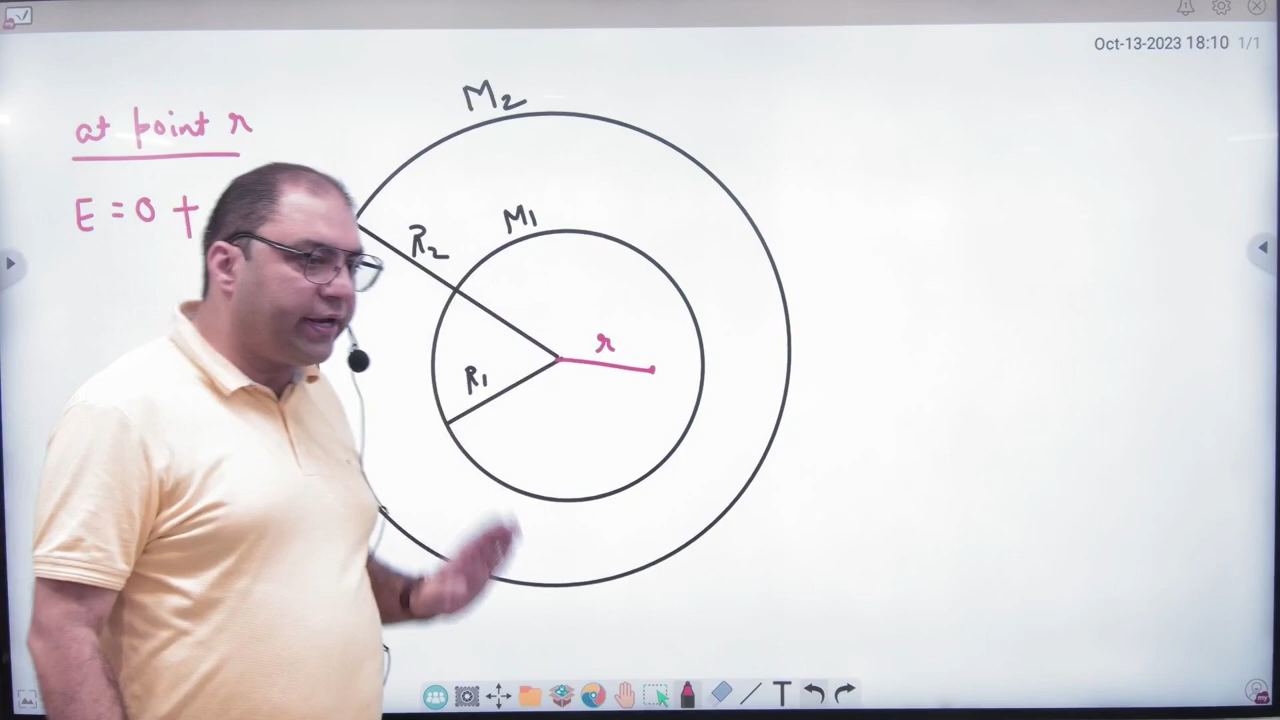 Oct-13-2023 18:10 1/1
at point r
E = 0 +
M2
M1
R2
R1
r
T